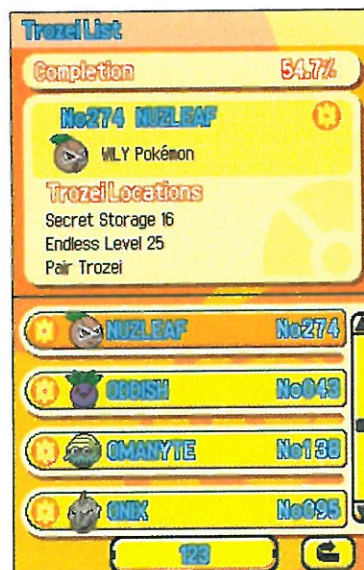 Trozei List
Completion 54.7%
No274 NUZLEAF
WILY Pokémon
Trozei Locations
Secret Storage 16
Endless Level 25
Pair Trozei
NUZLEAF No274
ODDISH No043
OMANYTE No138
ONIX No095
123